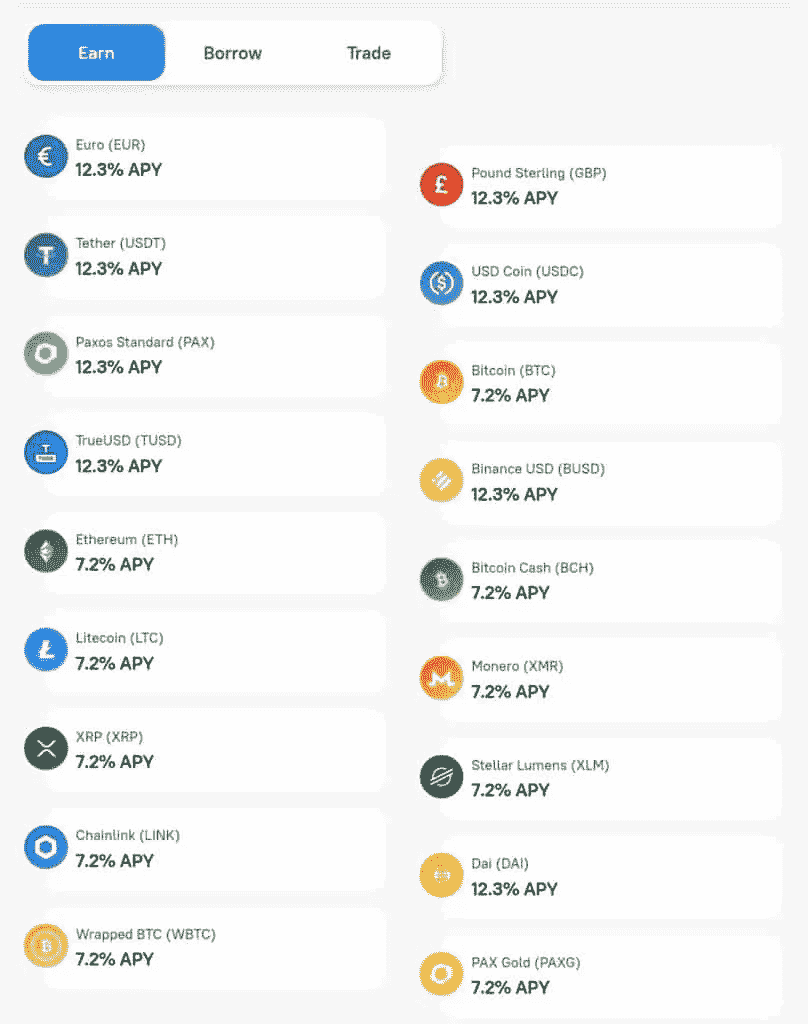 Earn
Borrow
Trade
Euro (EUR)
12.3% APY
Pound Sterling (GBP)
12.3% APY
Tether (USDT)
12.3% APY
USD Coin (USDC)
12.3% APY
Paxos Standard (PAX)
12.3% APY
Bitcoin (BTC)
7.2% APY
TrueUSD (TUSD)
12.3% APY
Binance USD (BUSD)
12.3% APY
Ethereum (ETH)
7.2% APY
Bitcoin Cash (BCH)
7.2% APY
Litecoin (LTC)
7.2% APY
Monero (XMR)
7.2% APY
XRP (XRP)
7.2% APY
Stellar Lumens (XLM)
7.2% APY
Chainlink (LINK)
7.2% APY
Dai (DAI)
12.3% APY
Wrapped BTC (WBTC)
7.2% APY
PAX Gold (PAXG)
7.2% APY